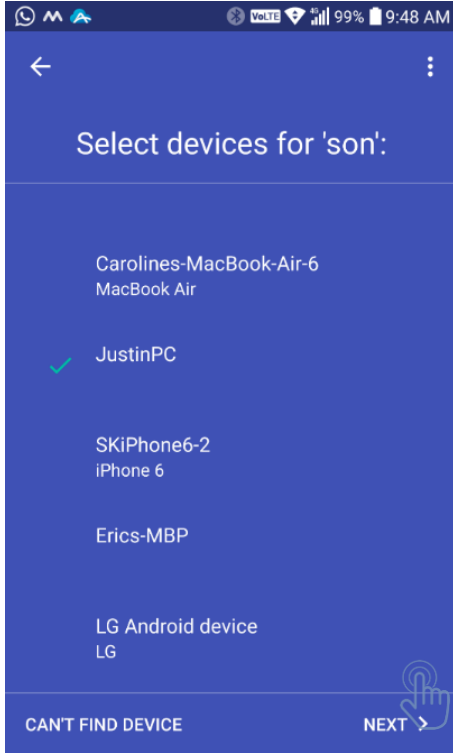 VoLTE 4G 99% 9:48 AM
Select devices for 'son':
Carolines-MacBook-Air-6
MacBook Air
JustinPC
SKiPhone6-2
iPhone 6
Erics-MBP
LG Android device
LG
CAN'T FIND DEVICE NEXT